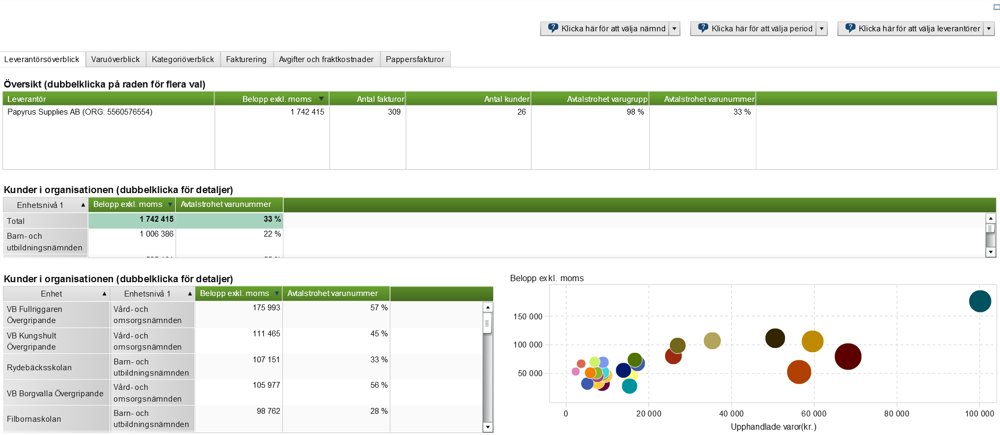 Klicka här för att välja nämnd
Klicka här för att välja period
Klicka här för att välja leverantörer
Leverantörsöverblick Varuöverblick Kategoriöverblick Fakturering Avgifter och fraktkostnader Pappersfakturor
Översikt (dubbelklicka på raden för flera val)
Leverantör Belopp exkl. moms Antal fakturor Antal kunder Avtalstrohet varugrupp Avtalstrohet varunummer
Papyrus Supplies AB (ORG: 5560576554) 1 742 415 309 26 98 % 33 %
Kunder i organisationen (dubbelklicka för detaljer)
Enhetsnivå 1 Belopp exkl. moms Avtalstrohet varunummer
Total 1 742 415 33 %
Barn- och 1 006 386 22 %
utbildningsnämnden
Kunder i organisationen (dubbelklicka för detaljer)
Enhet Enhetsnivå 1 Belopp exkl. moms Avtalstrohet varunummer
VB Fullriggaren Vård- och 175 993 57 %
Övergripande omsorgsnämnden
VB Kungshult Vård- och 111 465 45 %
Övergripande omsorgsnämnden
Rydebäcksskolan Barn- och 107 151 33 %
utbildningsnämnden
VB Borgvalla Övergripande Vård- och 105 977 56 %
omsorgsnämnden
Filbornaskolan Barn- och 98 762 28 %
utbildningsnämnden
Belopp exkl. moms
150 000
100 000
50 000
0 20 000 40 000 60 000 80 000 100 000
Upphandlade varor(kr.)